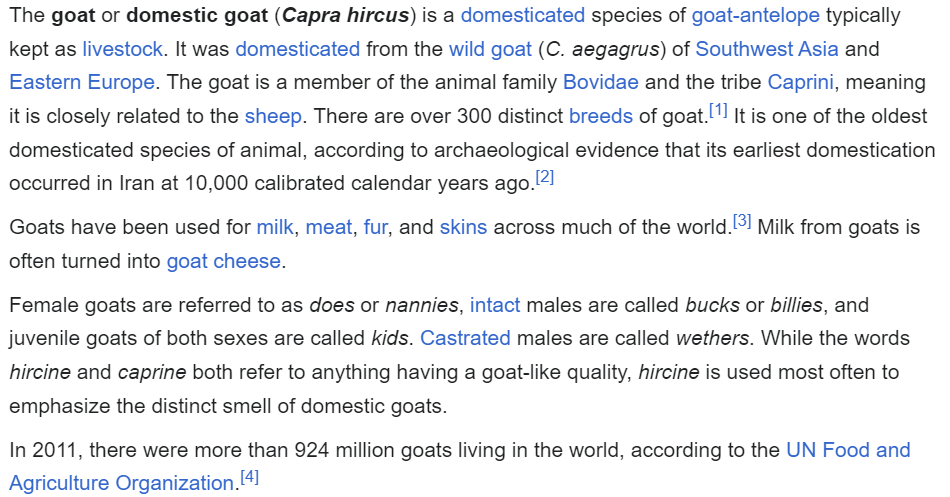 The goat or domestic goat (Capra hircus) is a domesticated species of goat-antelope typically
kept as livestock. It was domesticated from the wild goat (C. aegagrus) of Southwest Asia and
Eastern Europe. The goat is a member of the animal family Bovidae and the tribe Caprini, meaning
it is closely related to the sheep. There are over 300 distinct breeds of goat.[1] It is one of the oldest
domesticated species of animal, according to archaeological evidence that its earliest domestication
occurred in Iran at 10,000 calibrated calendar years ago.[2]
Goats have been used for milk, meat, fur, and skins across much of the world.[3] Milk from goats is
often turned into goat cheese.
Female goats are referred to as does or nannies, intact males are called bucks or billies, and
juvenile goats of both sexes are called kids. Castrated males are called wethers. While the words
hircine and caprine both refer to anything having a goat-like quality, hircine is used most often to
emphasize the distinct smell of domestic goats.
In 2011, there were more than 924 million goats living in the world, according to the UN Food and
Agriculture Organization.[4]